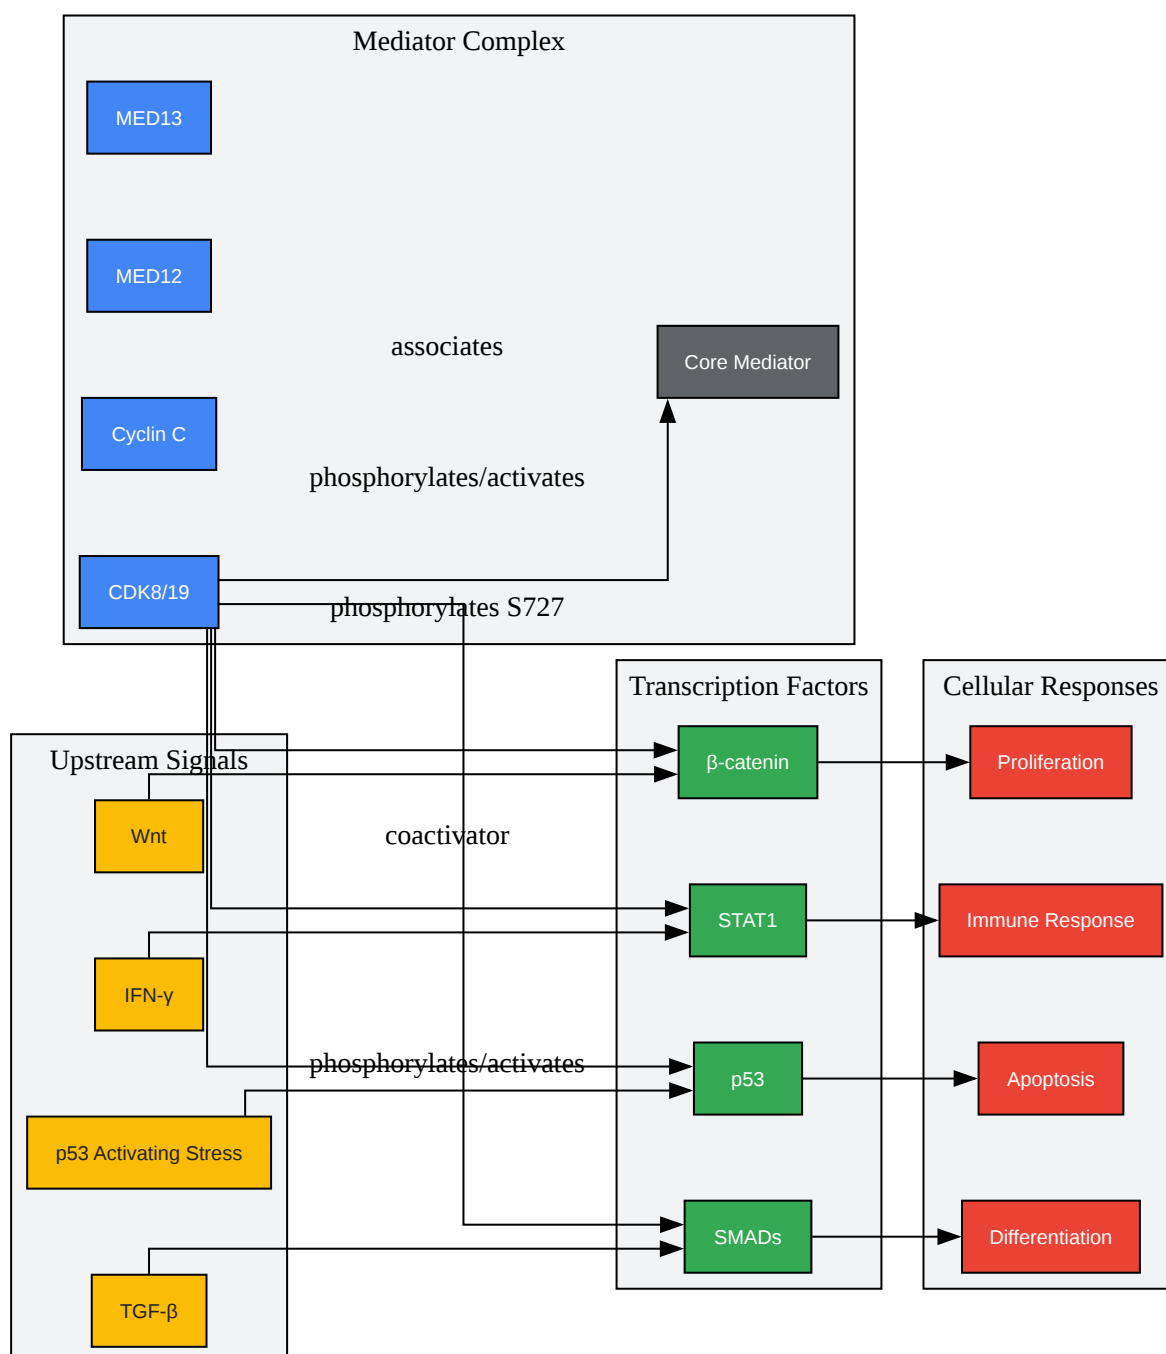 Mediator Complex
MED13
MED12
associates
Core Mediator
Cyclin C
phosphorylates/activates
CDK8/19
phosphorylates S727
Transcription Factors
Cellular Responses
Upstream Signals
β-catenin
Proliferation
Wnt
coactivator
STAT1
Immune Response
IFN-γ
phosphorylates/activates
p53
Apoptosis
p53 Activating Stress
SMADs
Differentiation
TGF-β